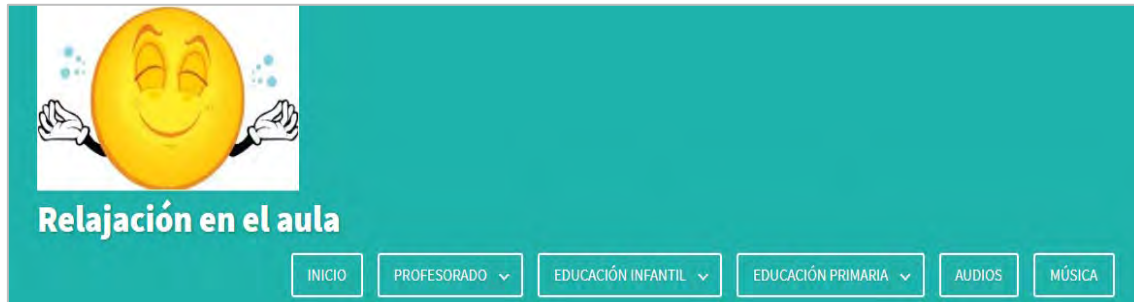 Relajación en el aula
INICIO PROFESORADO EDUCACIÓN INFANTIL EDUCACIÓN PRIMARIA AUDIOS MÚSICA